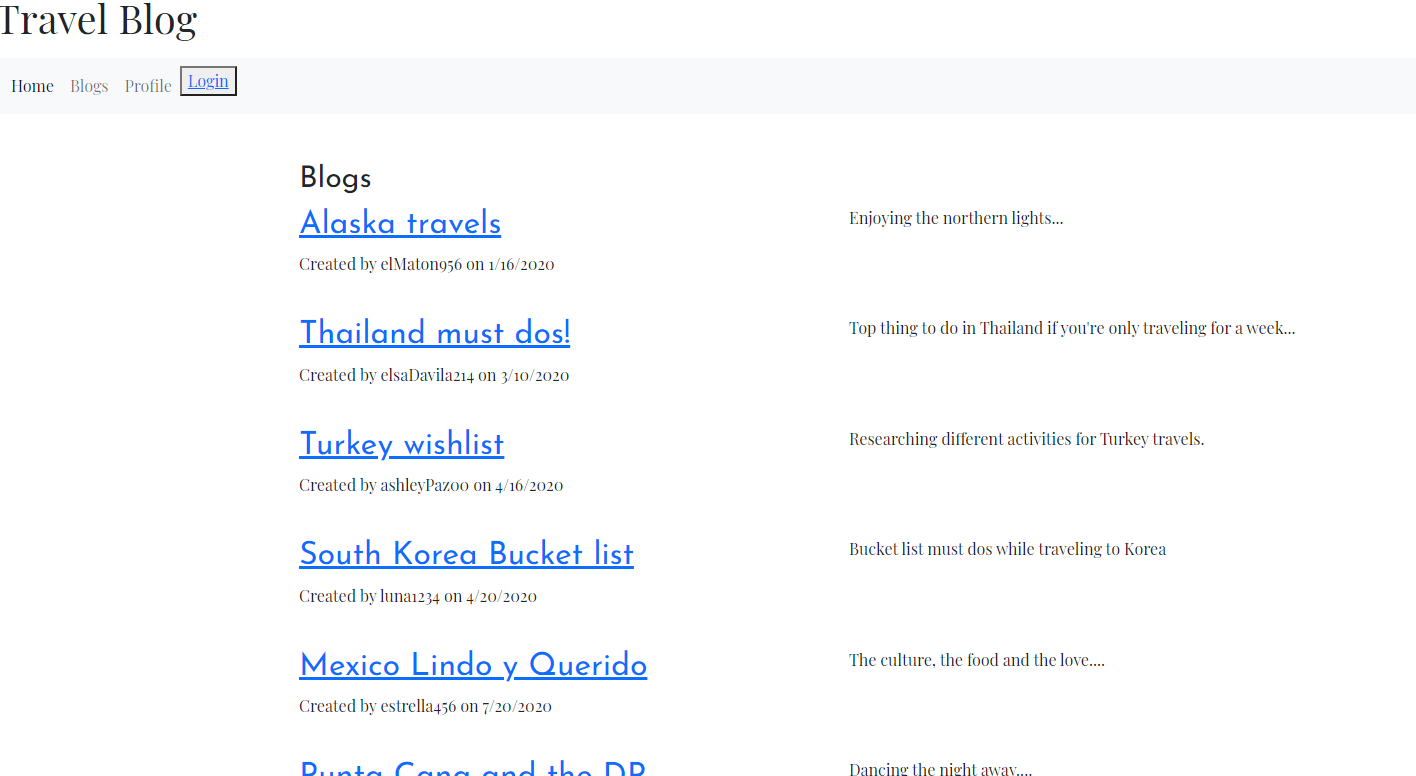 Travel Blog
Home Blogs Profile Login
Blogs
Alaska travels
Enjoying the northern lights...
Created by elMaton956 on 1/16/2020
Thailand must dos!
Top thing to do in Thailand if you're only traveling for a week...
Created by elsaDavila214 on 3/10/2020
Turkey wishlist
Researching different activities for Turkey travels.
Created by ashleyPaz00 on 4/16/2020
South Korea Bucket list
Bucket list must dos while traveling to Korea
Created by luna1234 on 4/20/2020
Mexico Lindo y Querido
The culture, the food and the love....
Created by estrella456 on 7/20/2020
Punta Cana and the DR
Dancing the night away....